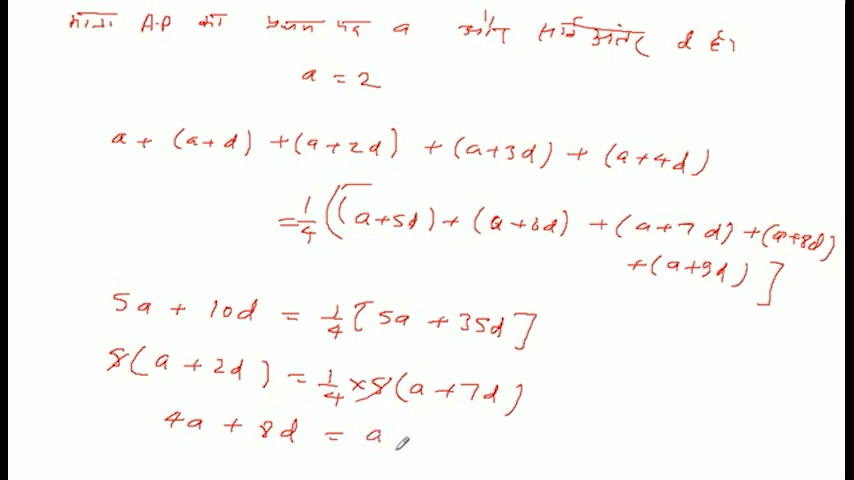 माना A.P का प्रथम पद a और सार्व अंतर d है।
a = 2
a + (a+d) + (a+2d) + (a+3d) + (a+4d)
= 1/4 [(a+5d) + (a+6d) + (a+7d) + (a+8d)
+ (a+9d)]
5a + 10d = 1/4 [5a + 35d]
5(a + 2d) = 1/4 × 5(a + 7d)
4a + 8d = a